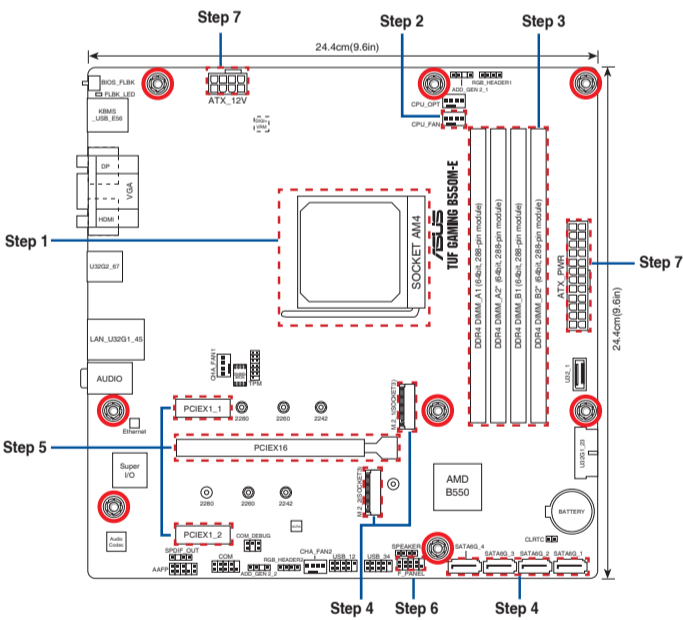 Step 7
Step 2
Step 3
24.4cm(9.6in)
BIOS_FLBK
FLBK_LED
ATX_12V
RGB_HEADER1
ADD_GEN 2_1
CPU_OPT
CPU_FAN
KBMS
_USB_E56
DIGI+
VRM
DP
VGA
HDMI
Step 1
SOCKET AM4
ASUS
TUF GAMING B550M-E
DDR4 DIMM_A1 (64bit, 288-pin module)
DDR4 DIMM_A2* (64bit, 288-pin module)
DDR4 DIMM_B1 (64bit, 288-pin module)
DDR4 DIMM_B2* (64bit, 288-pin module)
ATX_PWR
Step 7
24.4cm(9.6in)
U32G2_67
LAN_U32G1_45
CHA_FAN1
TPM
U32_1
AUDIO
PCIEX1_1
2280
2260
2242
M.2_1(SOCKET3)
Ethernet
Step 5
PCIEX16
U32G1_23
Super
I/O
AMD
B550
2280
2260
2242
M.2_2(SOCKET3)
BATTERY
Audio
Codec
PCIEX1_2
COM_DEBUG
CLRTC
SPDIF_OUT
AAFP
COM
ADD_GEN 2_2
RGB_HEADER2
CHA_FAN2
USB_12
USB_34
SPEAKER
F_PANEL
SATA6G_4
SATA6G_3
SATA6G_2
SATA6G_1
Step 4
Step 6
Step 4